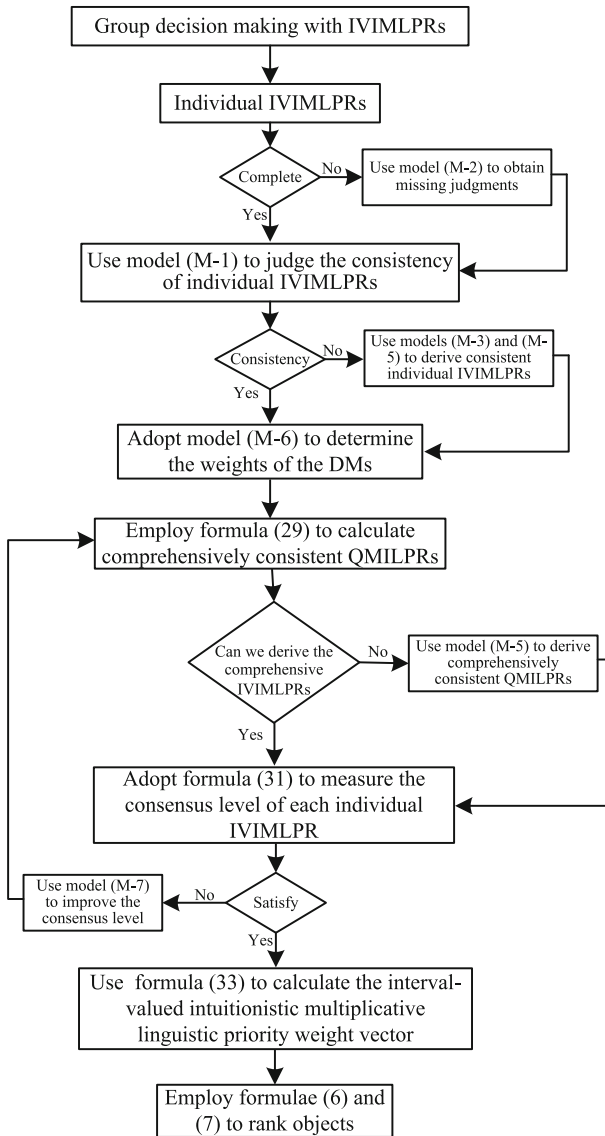 Group decision making with IVIMLPRs
Individual IVIMLPRs
Complete
No
Use model (M-2) to obtain
missing judgments
Yes
Use model (M-1) to judge the consistency
of individual IVIMLPRs
Consistency
No
Use models (M-3) and (M-
5) to derive consistent
individual IVIMLPRs
Yes
Adopt model (M-6) to determine
the weights of the DMs
Employ formula (29) to calculate
comprehensively consistent QMILPRs
Can we derive the
comprehensive
IVIMLPRs
No
Use model (M-5) to derive
comprehensively
consistent QMILPRs
Yes
Adopt formula (31) to measure the
consensus level of each individual
IVIMLPR
Use model (M-7)
to improve the
consensus level
No
Satisfy
Yes
Use formula (33) to calculate the interval-
valued intuitionistic multiplicative
linguistic priority weight vector
Employ formulae (6) and
(7) to rank objects